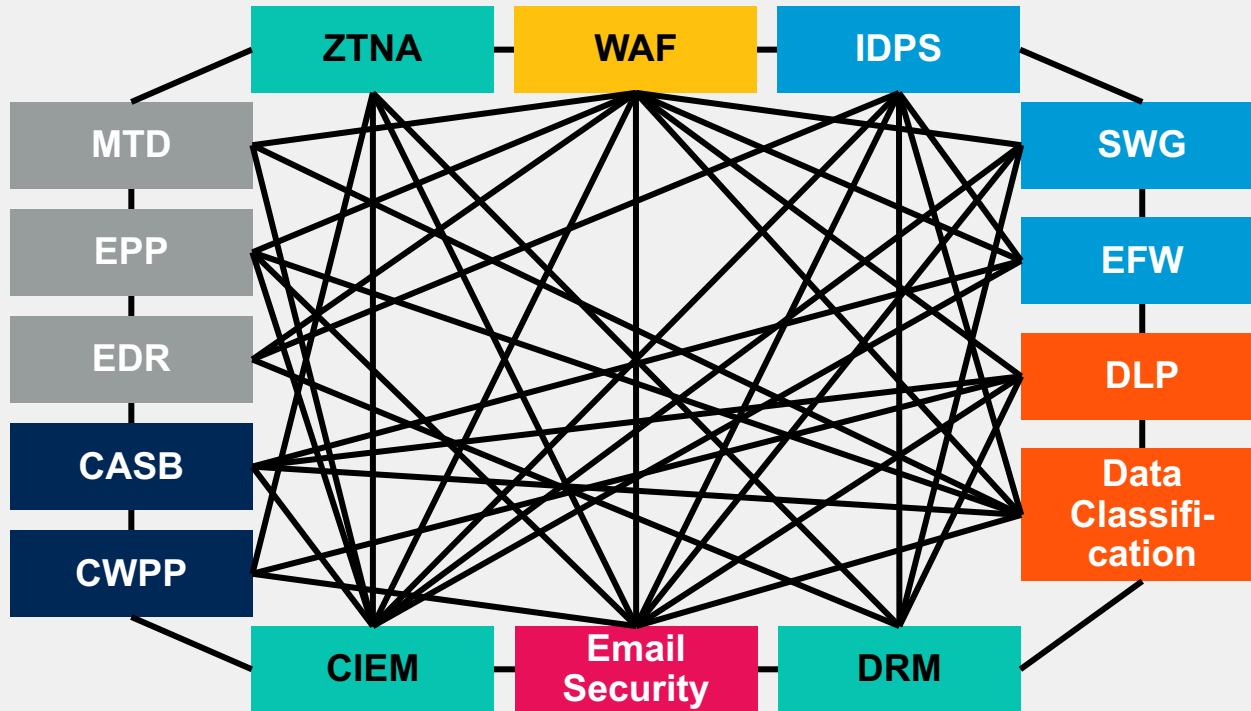 ZTNA
WAF
IDPS
MTD
SWG
EPP
EFW
EDR
DLP
CASB
Data
Classifi-
cation
CWPP
CIEM
Email
Security
DRM